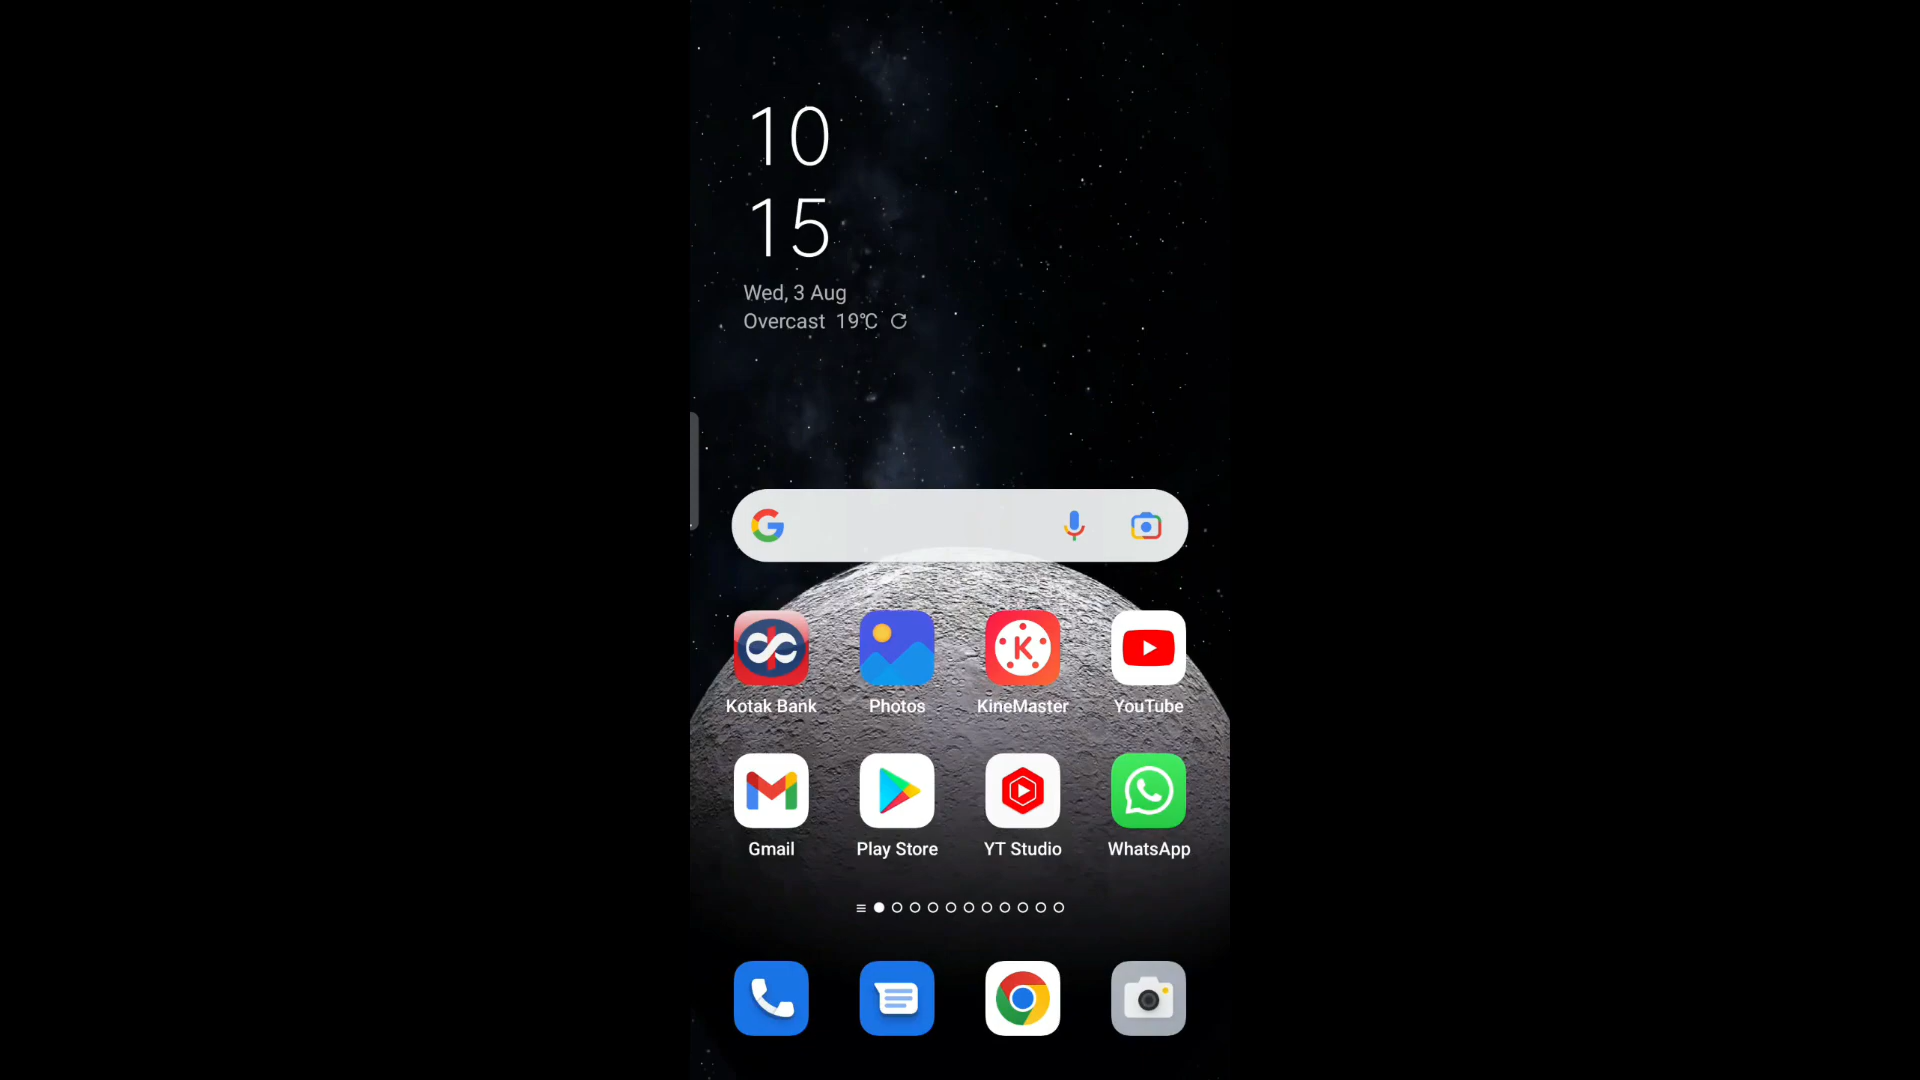 10
15
Wed, 3 Aug
Overcast 19°C
Kotak Bank
Photos
KineMaster
YouTube
Gmail
Play Store
YT Studio
WhatsApp